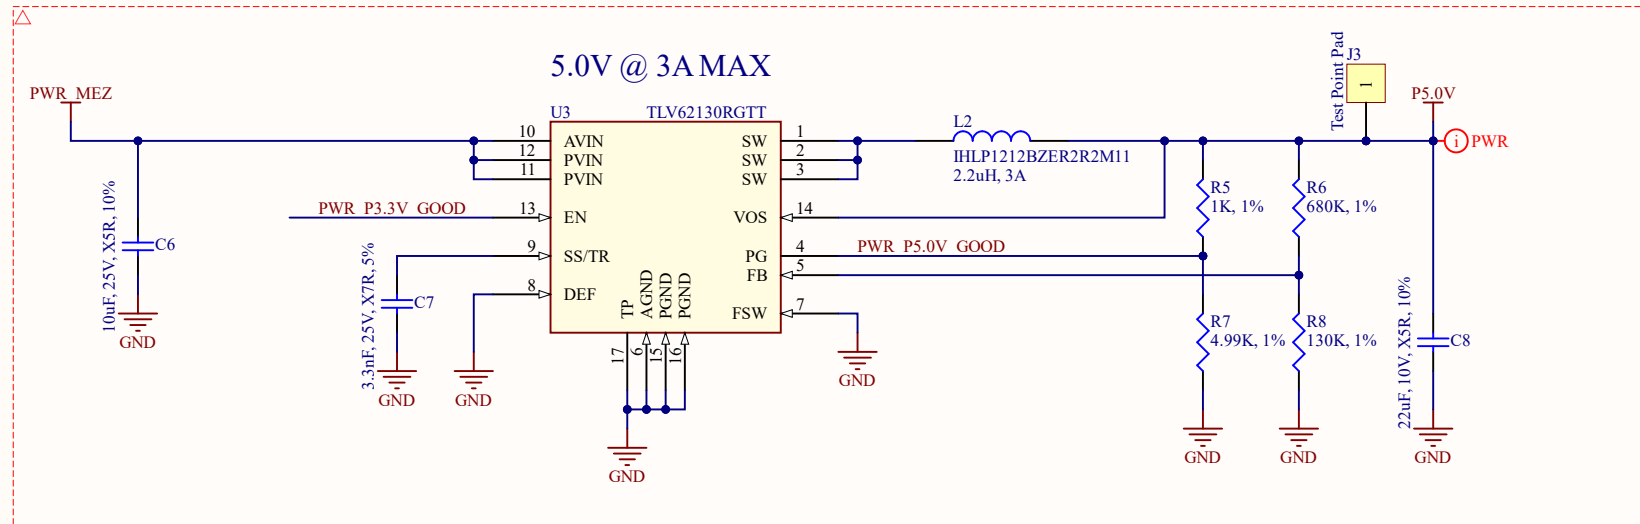 5.0V @ 3A MAX
PWR_MEZ
U3
TLV62130RGTT
10
AVIN
12
PVIN
11
PVIN
PWR_P3.3V_GOOD
13
EN
9
SS/TR
8
DEF
SW
1
SW
2
SW
3
VOS
14
PG
4
PWR_P5.0V_GOOD
FB
5
FSW
7
TP
AGND
PGND
PGND
17
6
15
16
GND
10uF, 25V, X5R, 10%
C6
GND
3.3nF, 25V, X7R, 5%
C7
GND
GND
GND
L2
IHLP1212BZER2R2M11
2.2uH, 3A
Test Point Pad
J3
1
P5.0V
i
PWR
R5
1K, 1%
R6
680K, 1%
R7
4.99K, 1%
R8
130K, 1%
22uF, 10V, X5R, 10%
C8
GND
GND
GND